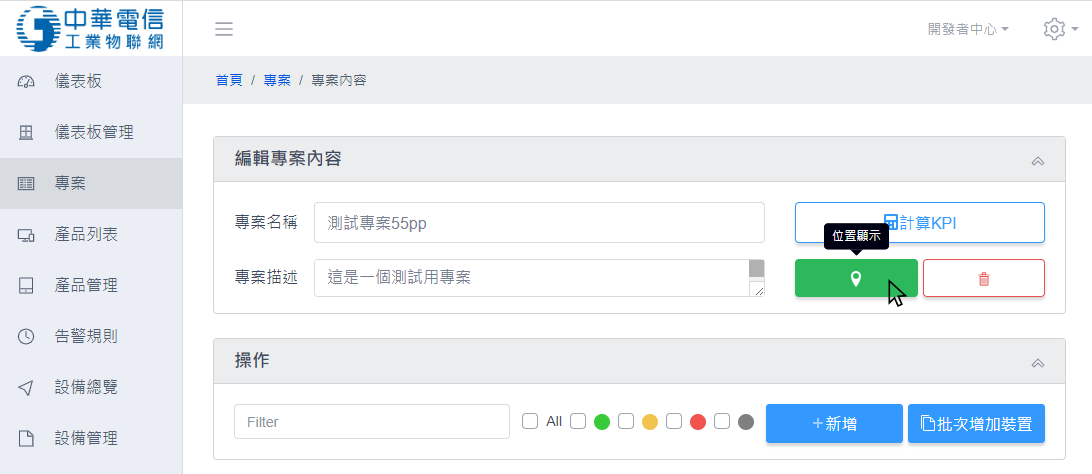 中華電信
工業物聯網
開發者中心
儀表板
儀表板管理
專案
產品列表
產品管理
告警規則
設備總覽
設備管理
首頁 / 專案 / 專案內容
編輯專案內容
專案名稱
測試專案55pp
計算KPI
位置顯示
專案描述
這是一個測試用專案
操作
Filter
All
+新增
批次增加裝置